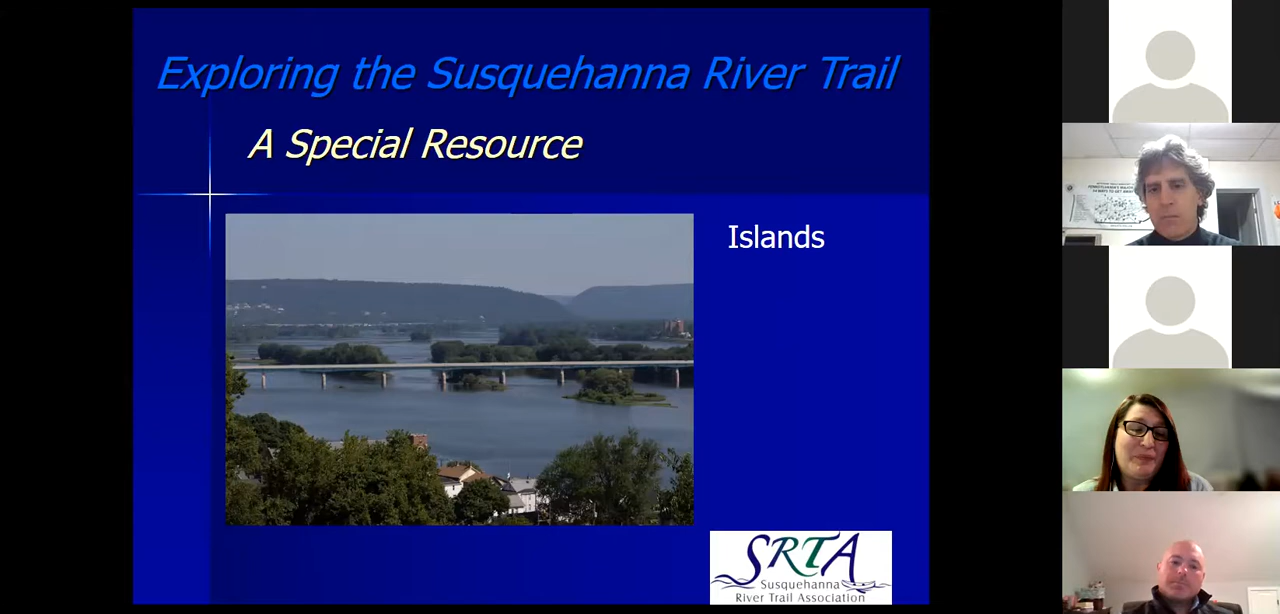 Exploring the Susquehanna River Trail
A Special Resource
Islands
SRTA
Susquehanna
River Trail Association